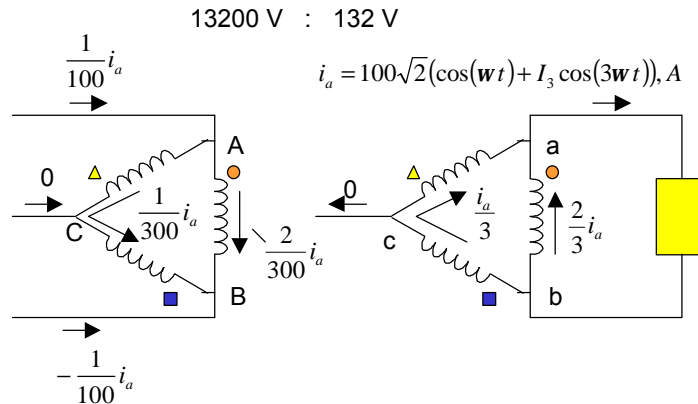 13200 V : 132 V
1/100 i_a
i_a = 100√2(cos(wt) + I_3 cos(3wt)), A
A
a
0
0
1/300 i_a
i_a/3
2/3 i_a
C
2/300 i_a
c
B
b
-1/100 i_a